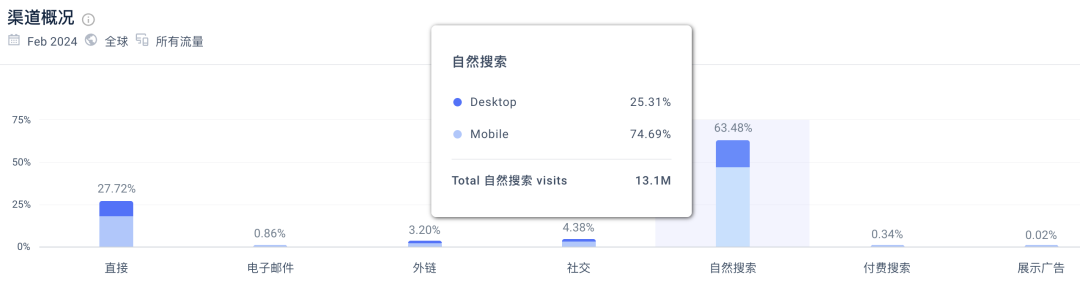 渠道概况
Feb 2024 全球 所有流量
自然搜索
Desktop 25.31%
Mobile 74.69%
Total 自然搜索 visits 13.1M
75%
50%
25%
0%
27.72%
0.86%
3.20%
4.38%
63.48%
0.34%
0.02%
直接
电子邮件
外链
社交
自然搜索
付费搜索
展示广告